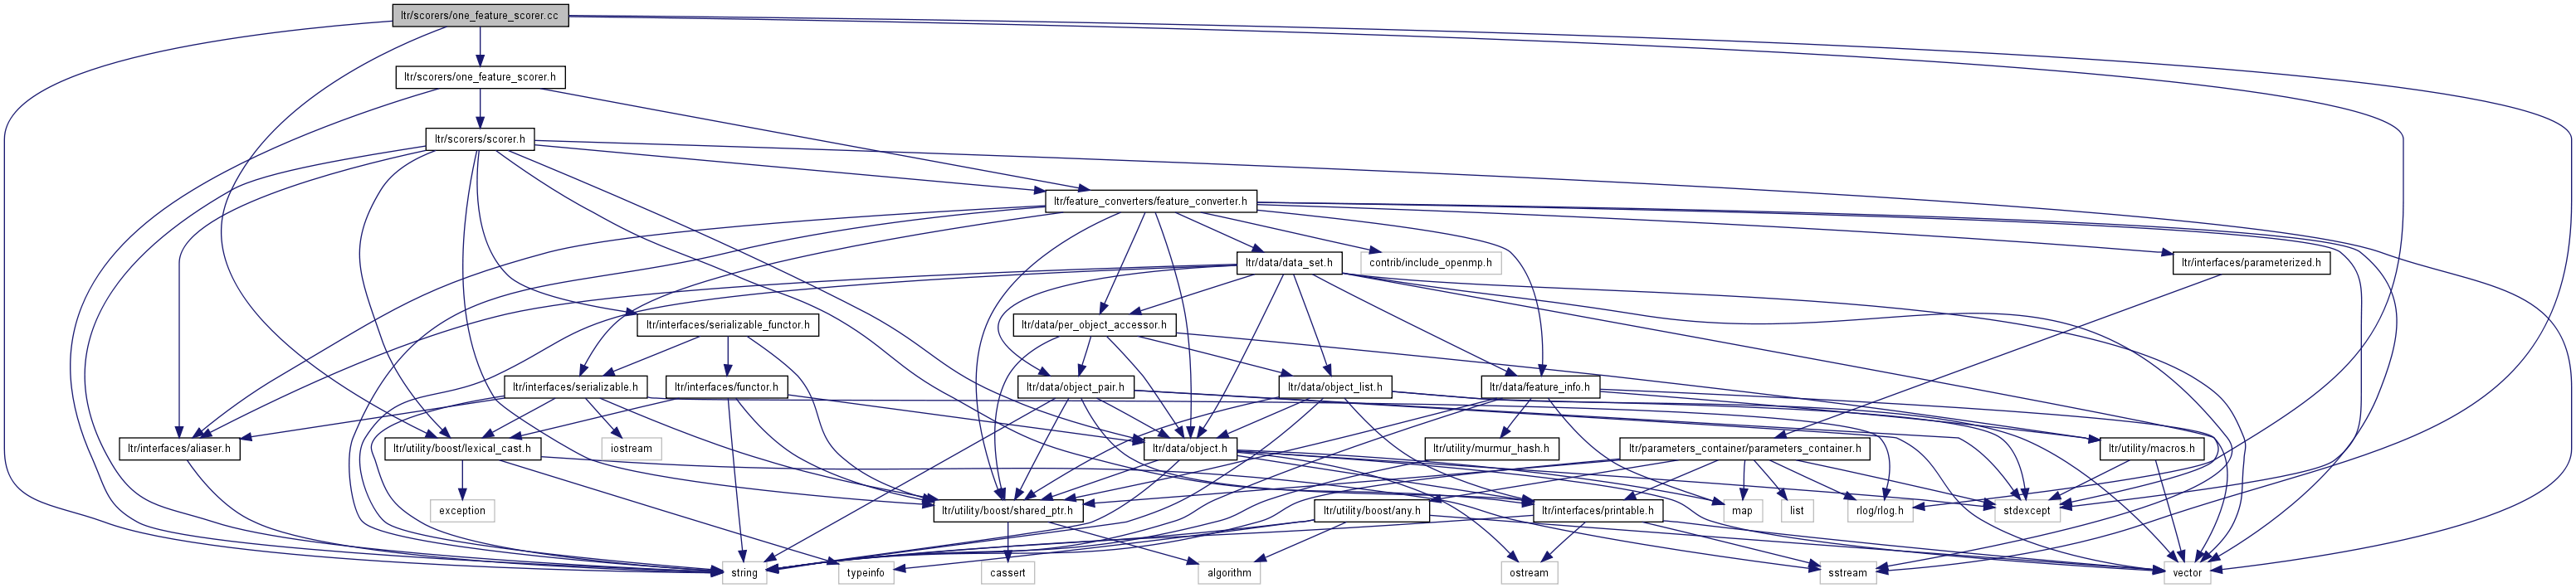 ltr/scorers/one_feature_scorer.cc
ltr/scorers/one_feature_scorer.h
ltr/scorers/scorer.h
ltr/feature_converters/feature_converter.h
ltr/data/data_set.h
contrib/include_openmp.h
ltr/interfaces/parameterized.h
ltr/interfaces/serializable_functor.h
ltr/data/per_object_accessor.h
ltr/interfaces/serializable.h
ltr/interfaces/functor.h
ltr/data/object_pair.h
ltr/data/object_list.h
ltr/data/feature_info.h
ltr/interfaces/aliaser.h
ltr/utility/boost/lexical_cast.h
iostream
ltr/data/object.h
ltr/utility/murmur_hash.h
ltr/parameters_container/parameters_container.h
ltr/utility/macros.h
exception
ltr/utility/boost/shared_ptr.h
ltr/utility/boost/any.h
ltr/interfaces/printable.h
map
list
rlog/rlog.h
stdexcept
string
typeinfo
cassert
algorithm
ostream
sstream
vector